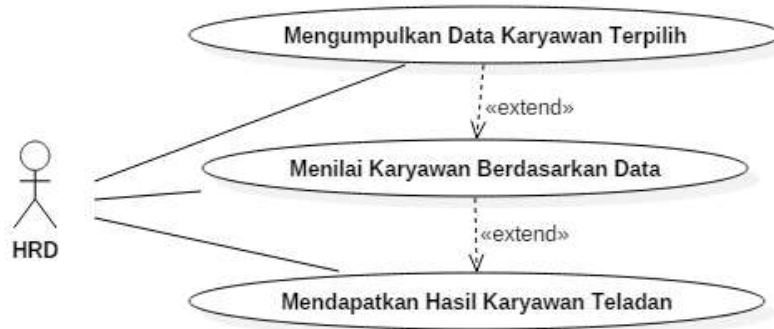 Mengumpulkan Data Karyawan Terpilih
«extend»
Menilai Karyawan Berdasarkan Data
HRD
«extend»
Mendapatkan Hasil Karyawan Teladan